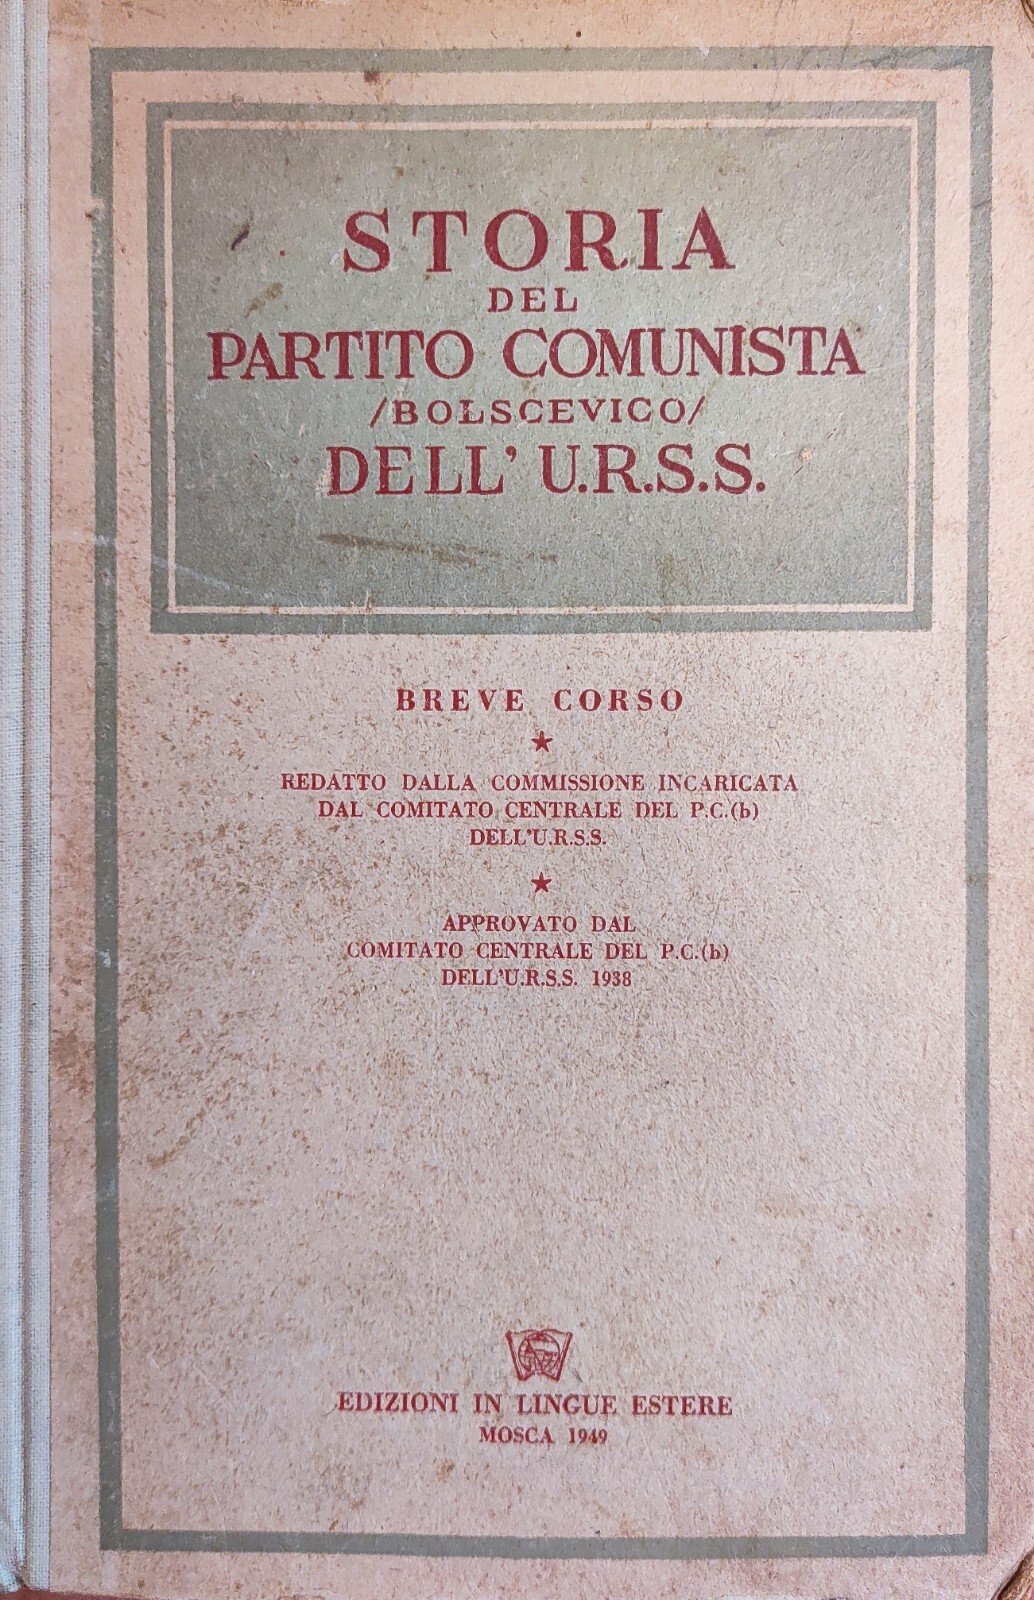 STORIA
DEL
PARTITO COMUNISTA
/BOLSCEVICO/
DELL' U.R.S.S.
BREVE CORSO
REDATTO DALLA COMMISSIONE INCARICATA
DAL COMITATO CENTRALE DEL P.C.(b)
DELL'U.R.S.S.
APPROVATO DAL
COMITATO CENTRALE DEL P.C.(b)
DELL'U.R.S.S. 1938
EDIZIONI IN LINGUE ESTERE
MOSCA 1949